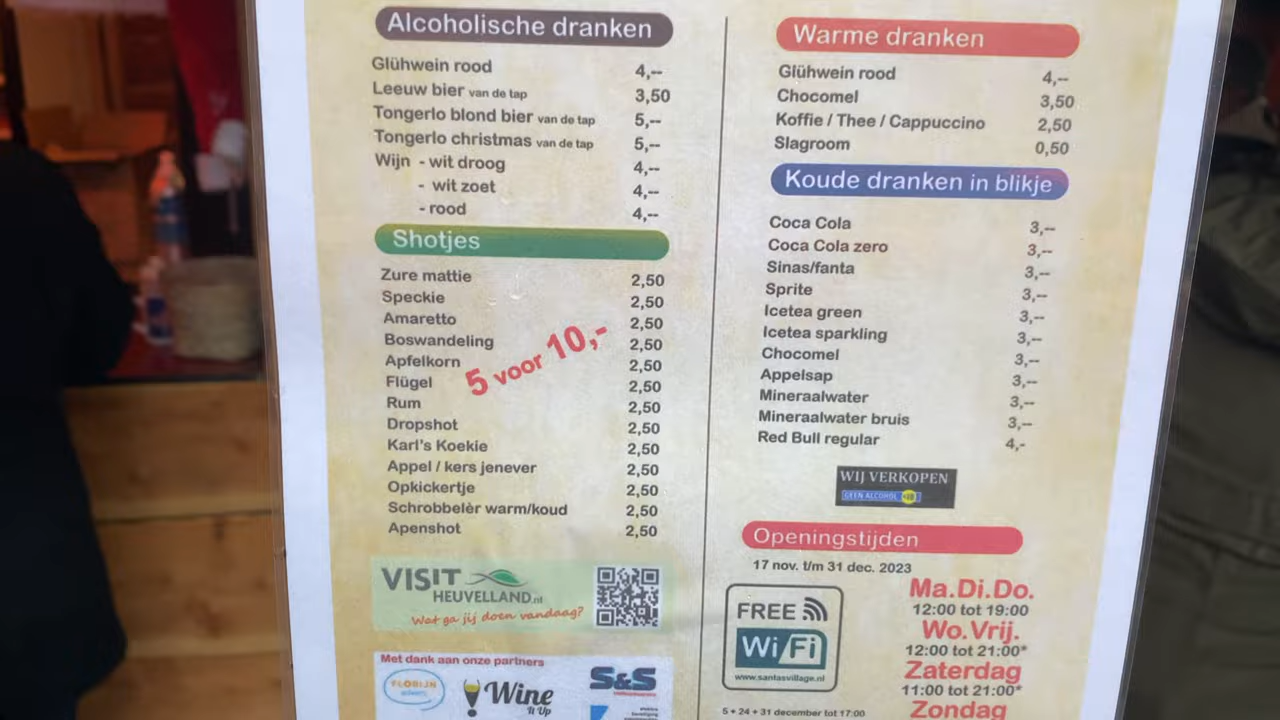 Alcoholische dranken
Glühwein rood 4,--
Leeuw bier van de tap 3,50
Tongerlo blond bier van de tap 5,--
Tongerlo christmas van de tap 5,--
Wijn - wit droog 4,--
- wit zoet 4,--
- rood 4,--
Shotjes
Zure mattie 2,50
Speckie 2,50
Amaretto 2,50
Boswandeling 2,50
Apfelkorn 2,50
Flügel 2,50
Rum 2,50
Dropshot 2,50
Karl's Koekie 2,50
Appel / kers jenever 2,50
Opkickertje 2,50
Schrobbelèr warm/koud 2,50
Apenshot 2,50
5 voor 10,-
VISIT
HEUVELLAND.nl
Wat ga jij doen vandaag?
Met dank aan onze partners
FLORIJN
Wine
It Up
S&S
Warme dranken
Glühwein rood 4,--
Chocomel 3,50
Koffie / Thee / Cappuccino 2,50
Slagroom 0,50
Koude dranken in blikje
Coca Cola 3,--
Coca Cola zero 3,--
Sinas/fanta 3,--
Sprite 3,--
Icetea green 3,--
Icetea sparkling 3,--
Chocomel 3,--
Appelsap 3,--
Mineraalwater 3,--
Mineraalwater bruis 3,--
Red Bull regular 4,-
WIJ VERKOPEN
GEEN ALCOHOL <18
Openingstijden
17 nov. t/m 31 dec. 2023
FREE
WiFi
www.santasvillage.nl
Ma.Di.Do.
12:00 tot 19:00
Wo.Vrij.
12:00 tot 21:00*
Zaterdag
11:00 tot 21:00*
Zondag
5 + 24 + 31 december tot 17:00